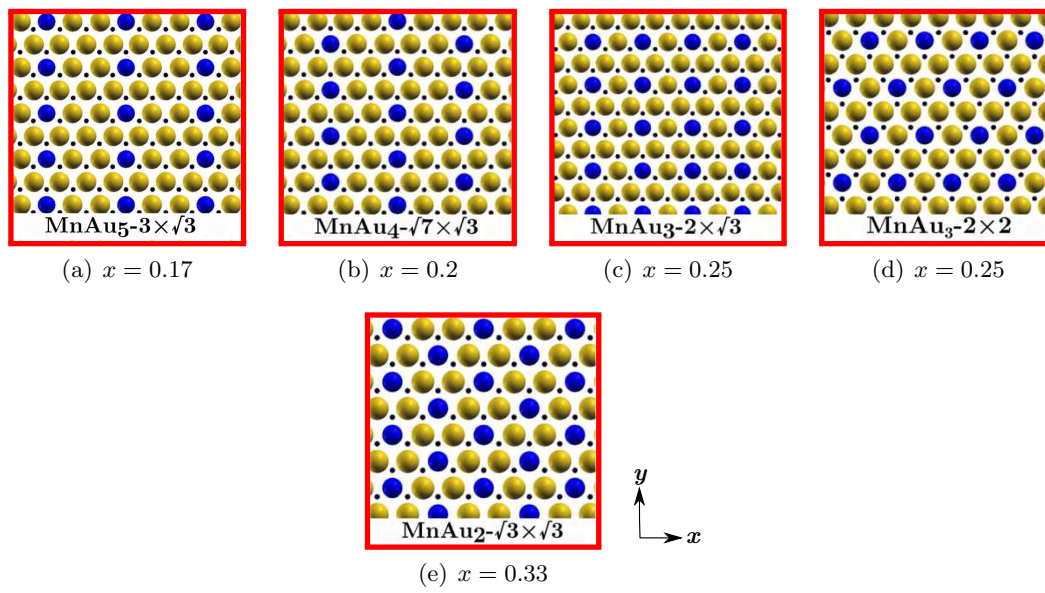 MnAu₅-3×√3
MnAu₄-√7×√3
MnAu₃-2×√3
MnAu₃-2×2
(a) x = 0.17
(b) x = 0.2
(c) x = 0.25
(d) x = 0.25
MnAu₂-√3×√3
y
x
(e) x = 0.33